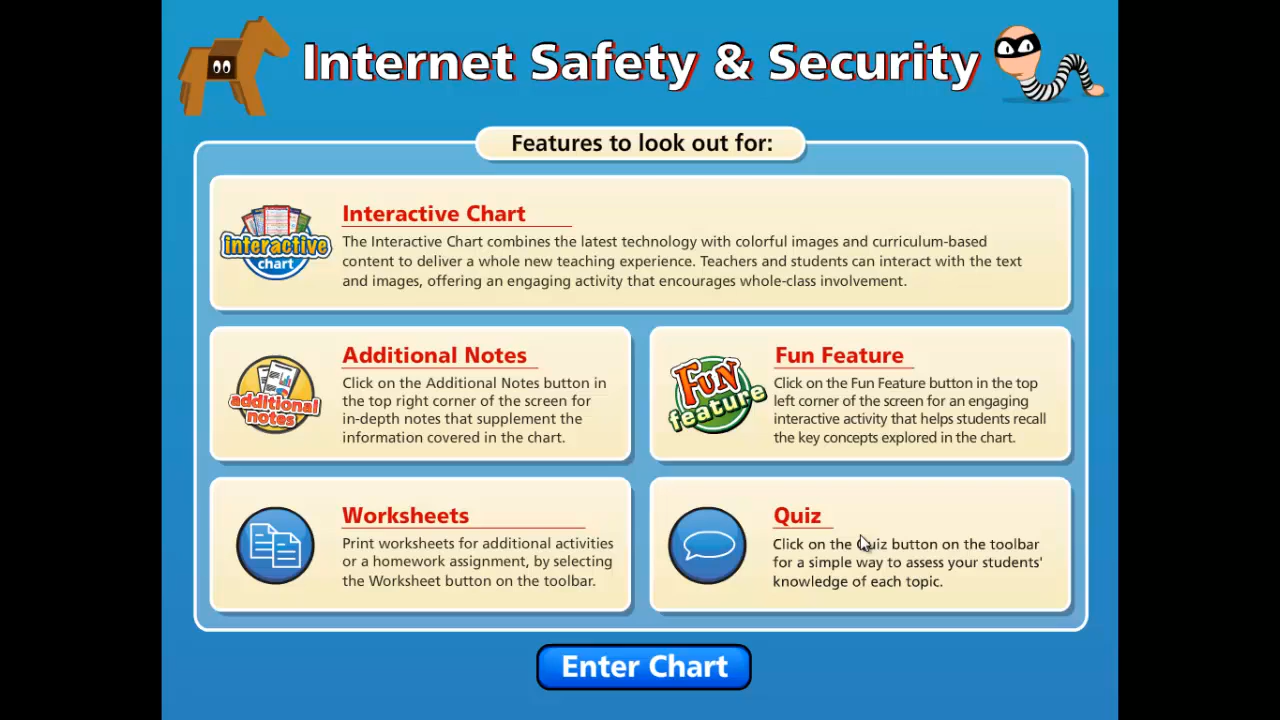 Internet Safety & Security
Features to look out for:
interactive
chart
Interactive Chart
The Interactive Chart combines the latest technology with colorful images and curriculum-based
content to deliver a whole new teaching experience. Teachers and students can interact with the text
and images, offering an engaging activity that encourages whole-class involvement.
additional
notes
Additional Notes
Click on the Additional Notes button in
the top right corner of the screen for
in-depth notes that supplement the
information covered in the chart.
Fun
feature
Fun Feature
Click on the Fun Feature button in the top
left corner of the screen for an engaging
interactive activity that helps students recall
the key concepts explored in the chart.
Worksheets
Print worksheets for additional activities
or a homework assignment, by selecting
the Worksheet button on the toolbar.
Quiz
Click on the Quiz button on the toolbar
for a simple way to assess your students'
knowledge of each topic.
Enter Chart